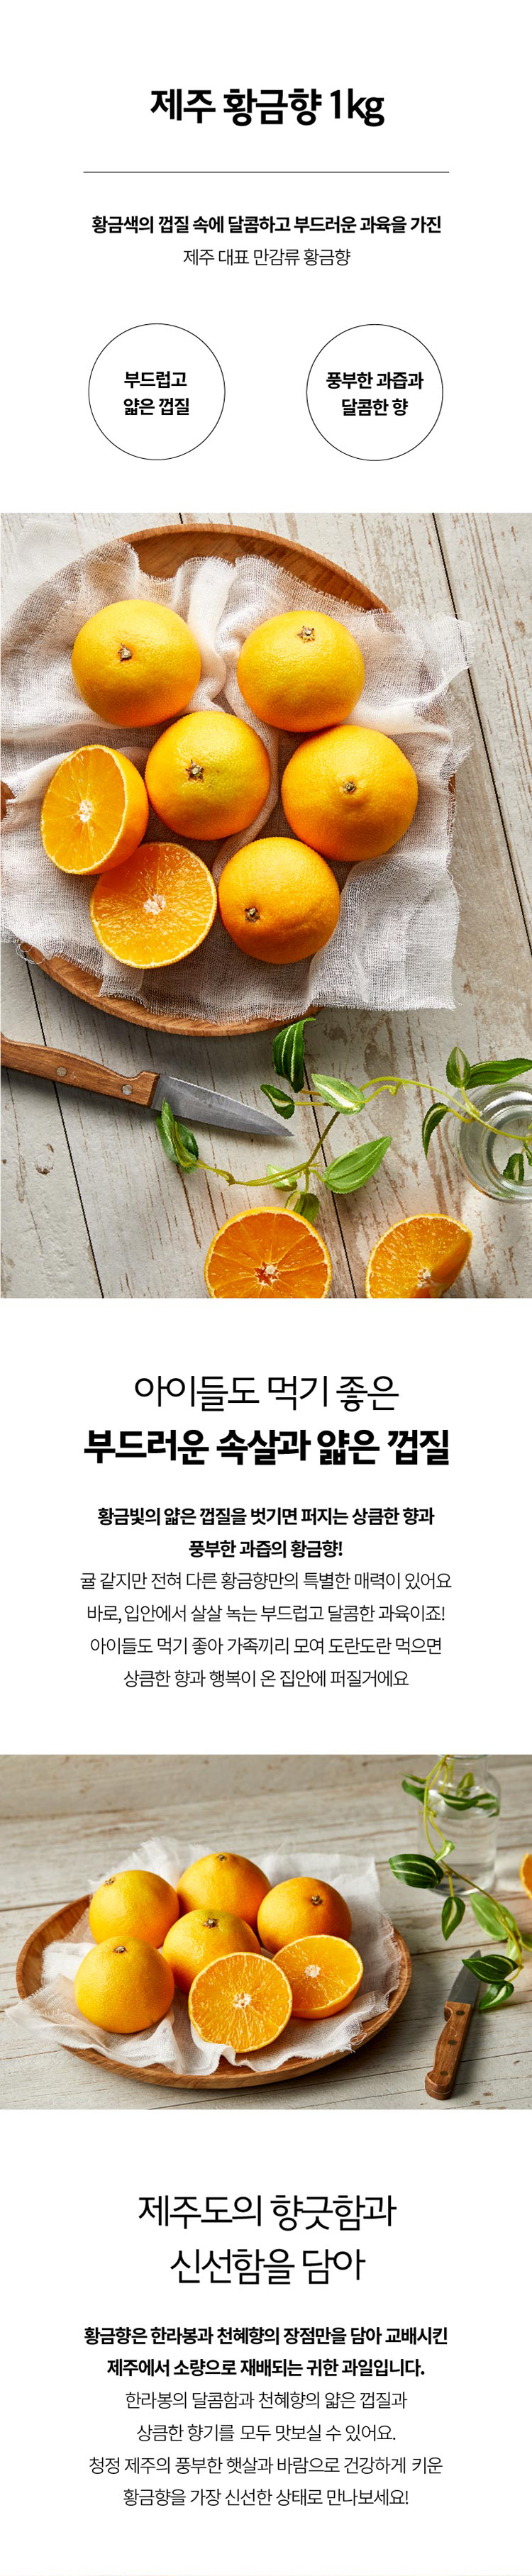 제주 황금향 1kg
황금색의 껍질 속에 달콤하고 부드러운 과육을 가진
제주 대표 만감류 황금향
부드럽고
얇은 껍질
풍부한 과즙과
달콤한 향
아이들도 먹기 좋은
부드러운 속살과 얇은 껍질
황금빛의 얇은 껍질을 벗기면 퍼지는 상큼한 향과
풍부한 과즙의 황금향!
귤 같지만 전혀 다른 황금향만의 특별한 매력이 있어요
바로, 입안에서 살살 녹는 부드럽고 달콤한 과육이죠!
아이들도 먹기 좋아 가족끼리 모여 도란도란 먹으면
상큼한 향과 행복이 온 집안에 퍼질거에요
제주도의 향긋함과
신선함을 담아
황금향은 한라봉과 천혜향의 장점만을 담아 교배시킨
제주에서 소량으로 재배되는 귀한 과일입니다.
한라봉의 달콤함과 천혜향의 얇은 껍질과
상큼한 향기를 모두 맛보실 수 있어요.
청정 제주의 풍부한 햇살과 바람으로 건강하게 키운
황금향을 가장 신선한 상태로 만나보세요!